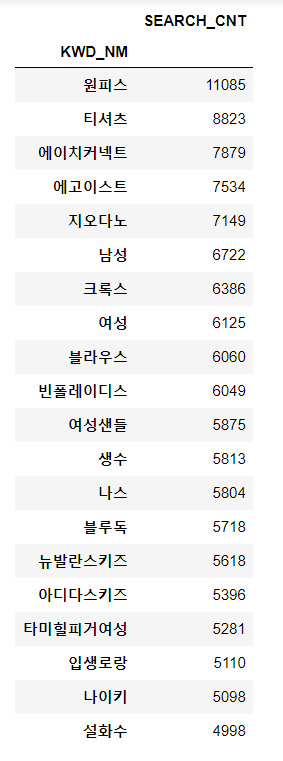 SEARCH_CNT
KWD_NM
원피스 11085
티셔츠 8823
에이치커넥트 7879
에고이스트 7534
지오다노 7149
남성 6722
크록스 6386
여성 6125
블라우스 6060
빈폴레이디스 6049
여성샌들 5875
생수 5813
나스 5804
블루독 5718
뉴발란스키즈 5618
아디다스키즈 5396
타미힐피거여성 5281
입생로랑 5110
나이키 5098
설화수 4998